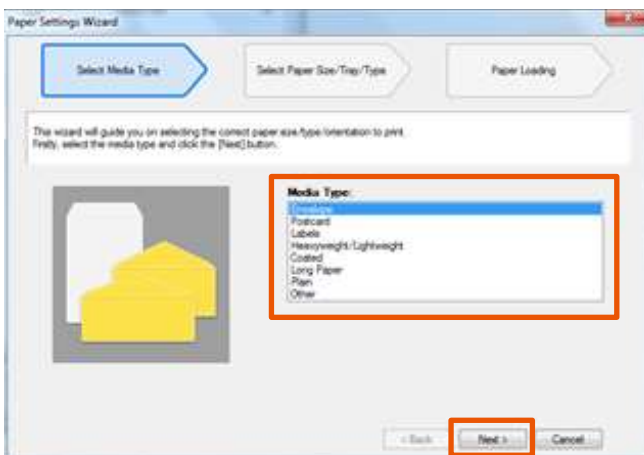 Paper Settings Wizard
Select Media Type
Select Paper Size/Tray/Type
Paper Loading
This wizard will guide you on selecting the correct paper size/type/orientation to print.
Firstly, select the media type and click the [Next] button.
Media Type:
Envelope
Postcard
Labels
Heavyweight/Lightweight
Coated
Long Paper
Plain
Other
< Back
Next >
Cancel